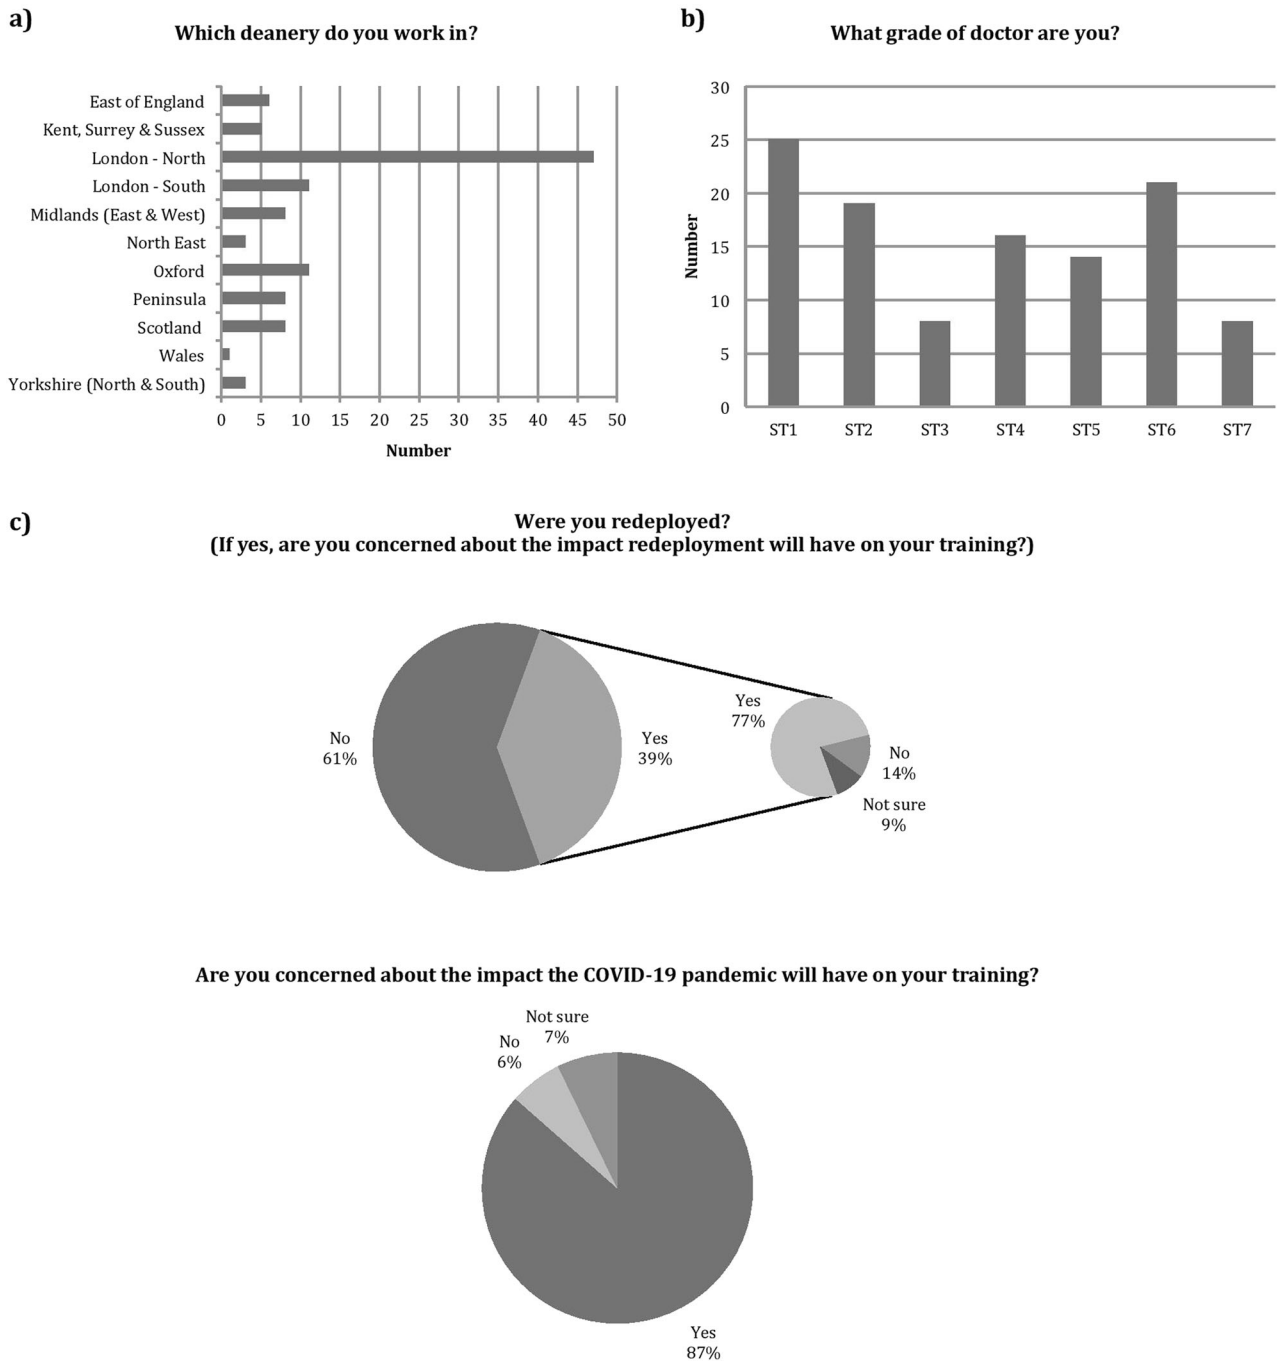 a)
Which deanery do you work in?
East of England
Kent, Surrey & Sussex
London - North
London - South
Midlands (East & West)
North East
Oxford
Peninsula
Scotland
Wales
Yorkshire (North & South)
0 5 10 15 20 25 30 35 40 45 50
Number
b)
What grade of doctor are you?
Number
30
25
20
15
10
5
0
ST1 ST2 ST3 ST4 ST5 ST6 ST7
c)
Were you redeployed?
(If yes, are you concerned about the impact redeployment will have on your training?)
No
61%
Yes
39%
Yes
77%
No
14%
Not sure
9%
Are you concerned about the impact the COVID-19 pandemic will have on your training?
Not sure
7%
No
6%
Yes
87%